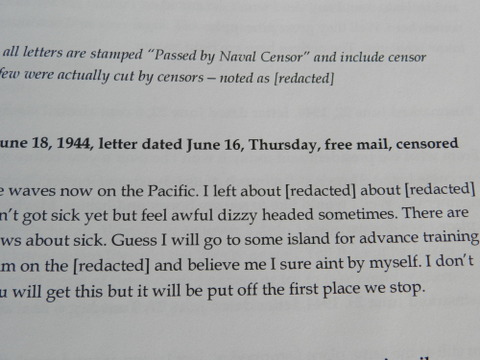 all letters are stamped “Passed by Naval Censor” and include censor
few were actually cut by censors – noted as [redacted]
une 18, 1944, letter dated June 16, Thursday, free mail, censored
e waves now on the Pacific. I left about [redacted] about [redacted]
n’t got sick yet but feel awful dizzy headed sometimes. There are
ws about sick. Guess I will go to some island for advance training
m on the [redacted] and believe me I sure aint by myself. I don’t
u will get this but it will be put off the first place we stop.